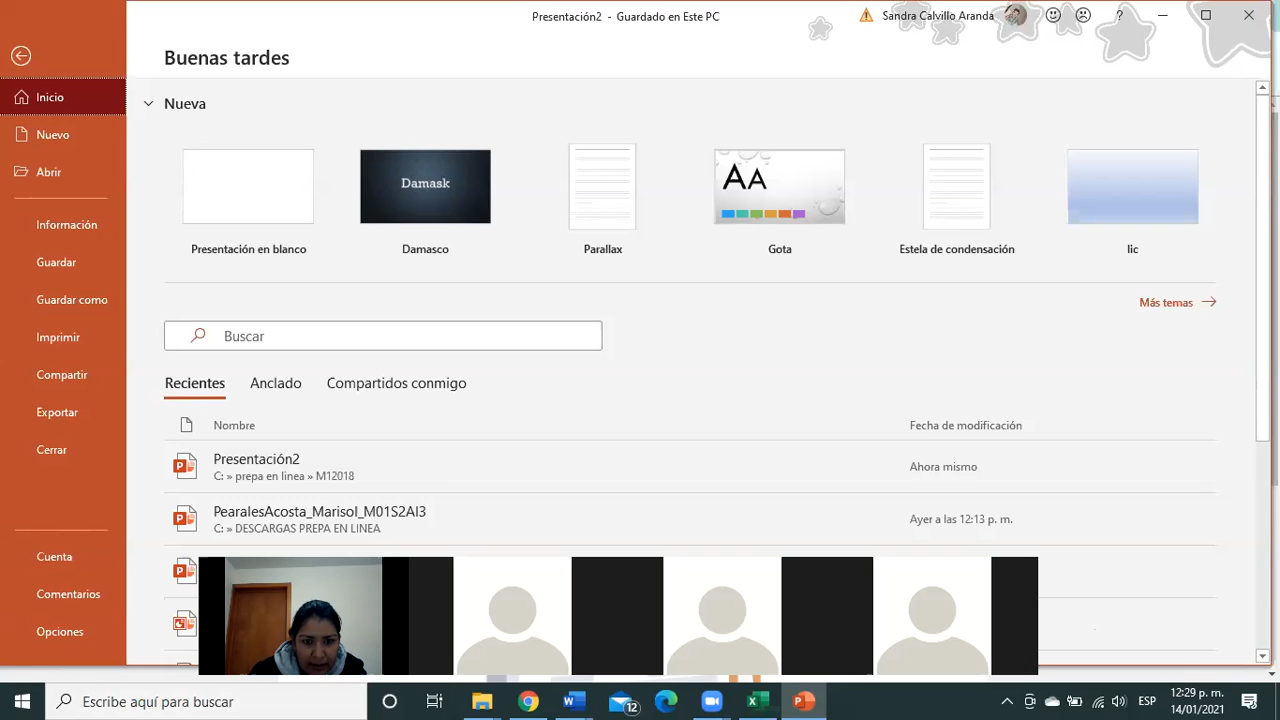 Presentación2 - Guardado en Este PC
Sandra Calvillo Aranda
?
Buenas tardes
Inicio
Nuevo
Abrir
Información
Guardar
Guardar como
Imprimir
Compartir
Exportar
Cerrar
Cuenta
Comentarios
Opciones
Nueva
Damask
AA
Presentación en blanco
Damasco
Parallax
Gota
Estela de condensación
lic
Más temas
Buscar
Recientes
Anclado
Compartidos conmigo
Nombre
Fecha de modificación
Presentación2
C: » prepa en linea » M12018
Ahora mismo
PearalesAcosta_Marisol_M01S2AI3
C: » DESCARGAS PREPA EN LINEA
Ayer a las 12:13 p. m.
Escribe aquí para buscar
12
ESP
12:29 p. m.
14/01/2021